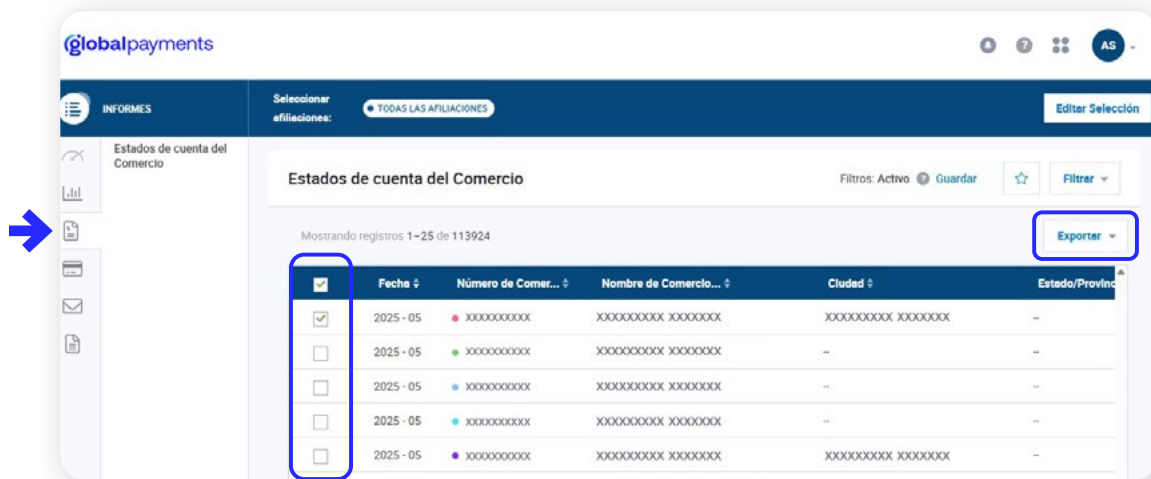 globalpayments
AS
INFORMES
Seleccionar afiliaciones:
TODAS LAS AFILIACIONES
Editar Selección
Estados de cuenta del
Comercio
Estados de cuenta del Comercio
Filtros: Activo ? Guardar
Filtrar
Mostrando registros 1–25 de 113924
Exportar
Fecha Número de Comer... Nombre de Comercio... Ciudad Estado/Provinc
2025 - 05 XXXXXXXXXX XXXXXXXXX XXXXXXX XXXXXXXXX XXXXXXX --
2025 - 05 XXXXXXXXXX XXXXXXXXX XXXXXXX -- --
2025 - 05 XXXXXXXXXX XXXXXXXXX XXXXXXX -- --
2025 - 05 XXXXXXXXXX XXXXXXXXX XXXXXXX -- --
2025 - 05 XXXXXXXXXX XXXXXXXXX XXXXXXX XXXXXXXXX XXXXXXX --